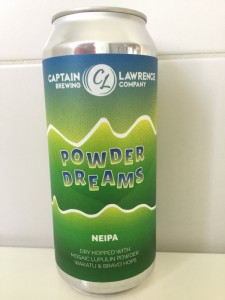 CAPTAIN LAWRENCE
BREWING CL COMPANY
POWDER
DREAMS
NEIPA
DRY HOPPED WITH
MOSAIC LUPULIN POWDER,
WAKATU & BRAVO HOPS